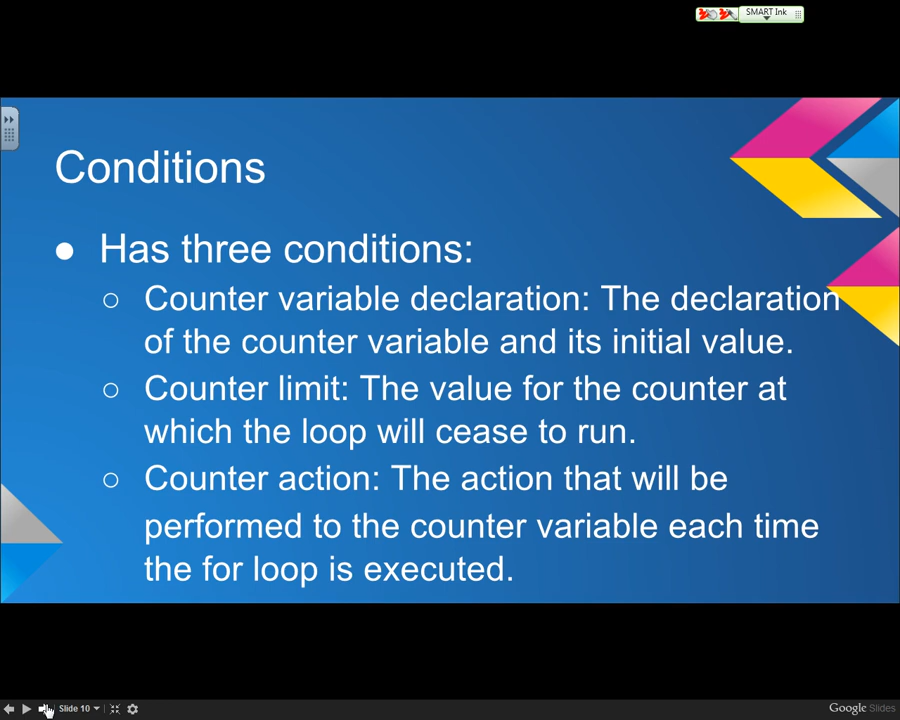 SMART Ink
Conditions
● Has three conditions:
○ Counter variable declaration: The declaration
of the counter variable and its initial value.
○ Counter limit: The value for the counter at
which the loop will cease to run.
○ Counter action: The action that will be
performed to the counter variable each time
the for loop is executed.
Slide 10
Google Slides